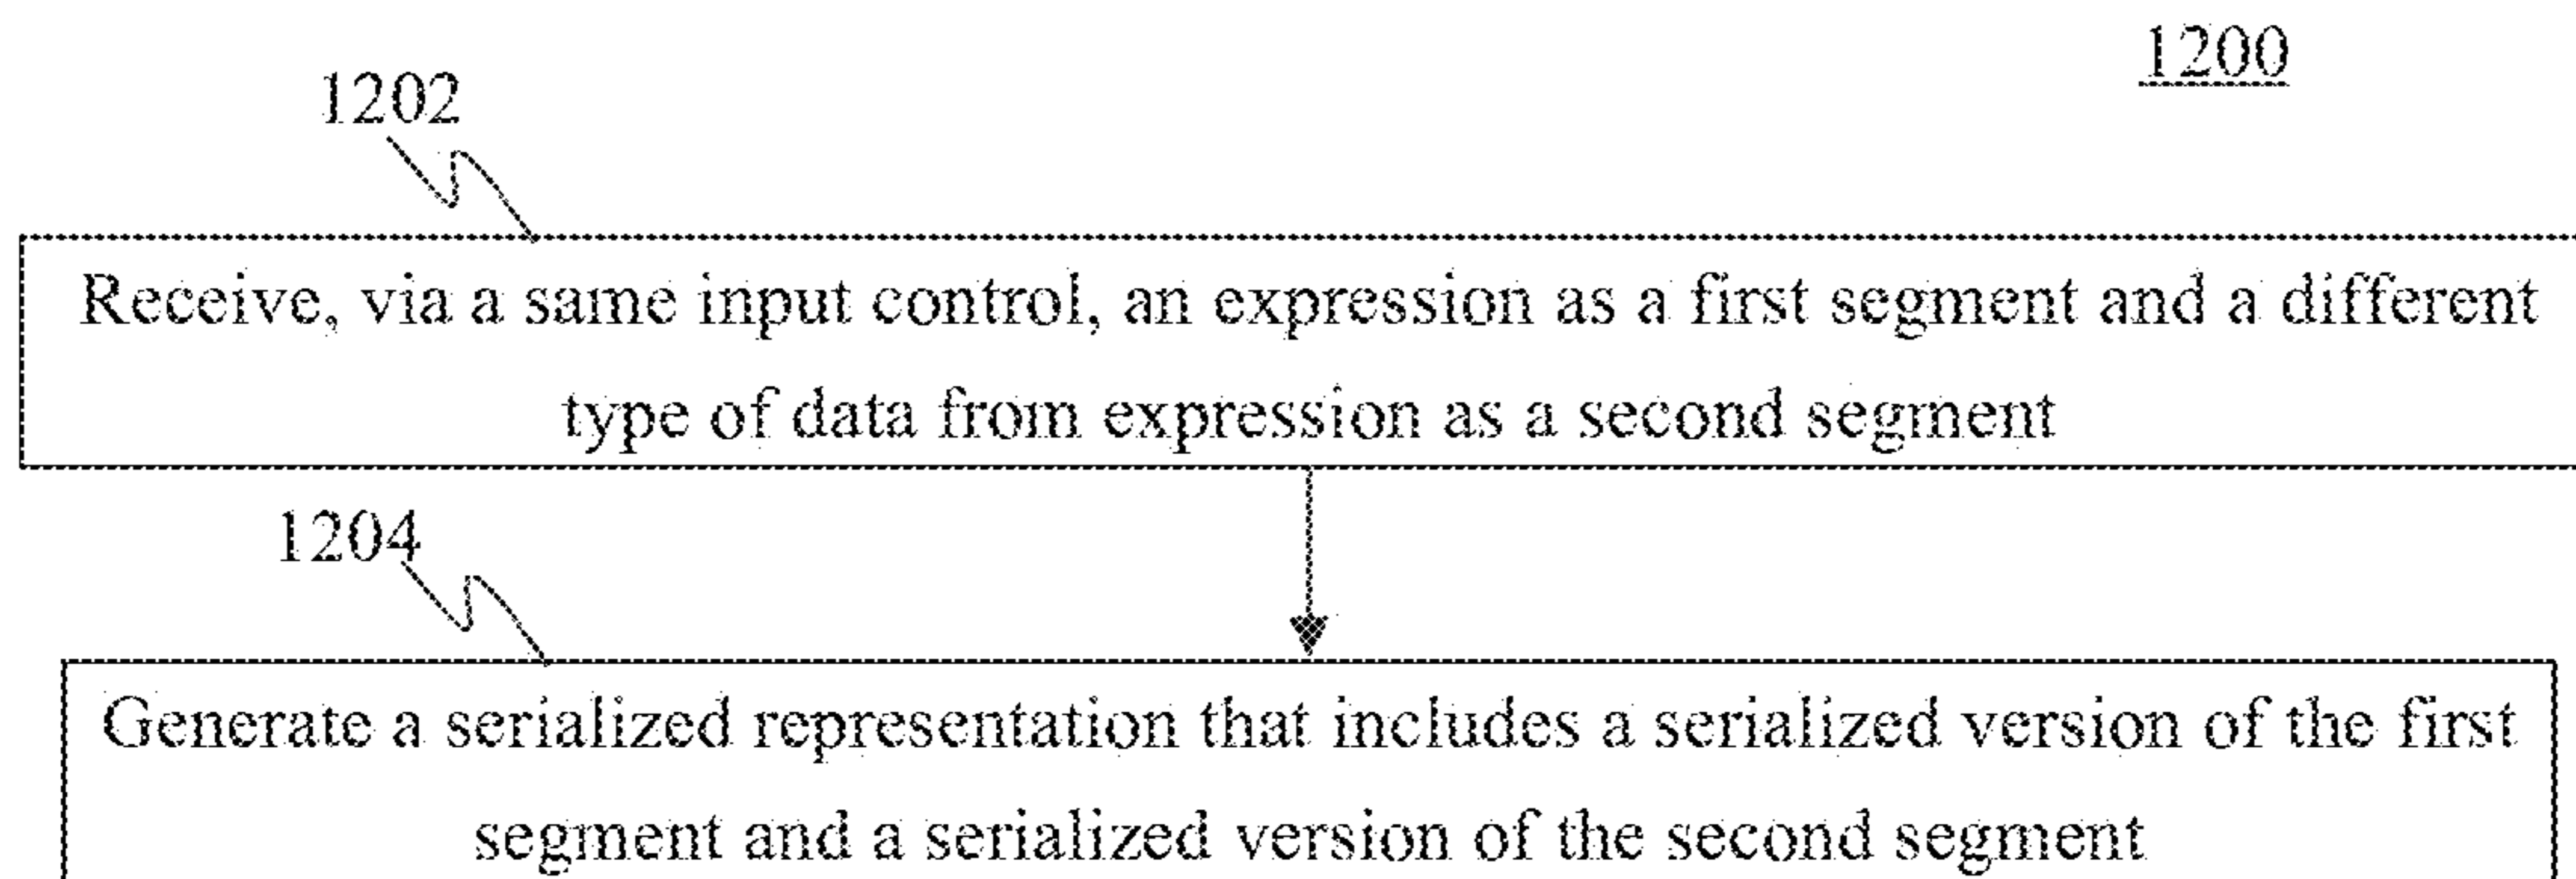 1200
1202
Receive, via a same input control, an expression as a first segment and a different
type of data from expression as a second segment
1204
Generate a serialized representation that includes a serialized version of the first
segment and a serialized version of the second segment